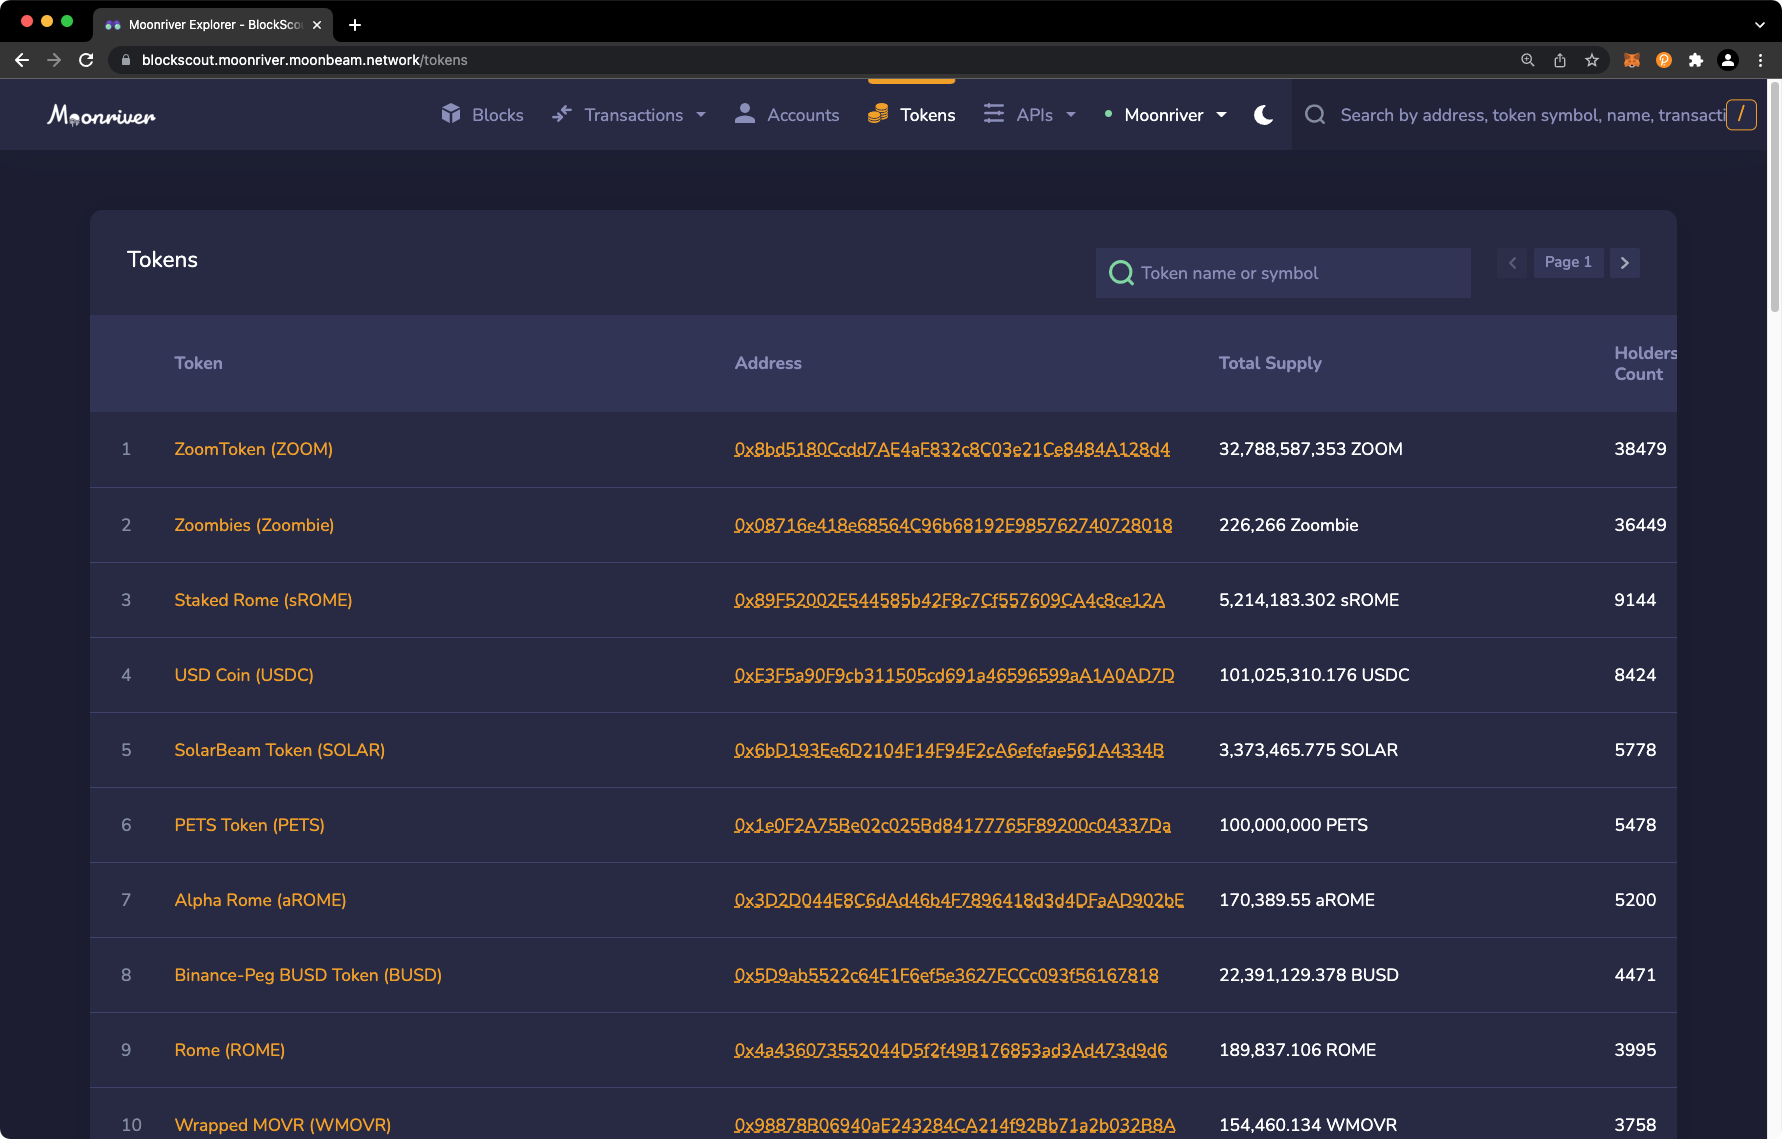 Moonriver Explorer - BlockSco
blockscout.moonriver.moonbeam.network/tokens
Moonriver
Blocks
Transactions
Accounts
Tokens
APIs
Moonriver
Search by address, token symbol, name, transacti
/
Tokens
Token name or symbol
Page 1
Token Address Total Supply Holders Count
1 ZoomToken (ZOOM) 0x8bd5180Ccdd7AE4aF832c8C03e21Ce8484A128d4 32,788,587,353 ZOOM 38479
2 Zoombies (Zoombie) 0x08716e418e68564C96b68192E985762740728018 226,266 Zoombie 36449
3 Staked Rome (sROME) 0x89F52002E544585b42F8c7Cf557609CA4c8ce12A 5,214,183.302 sROME 9144
4 USD Coin (USDC) 0xE3F5a90F9cb311505cd691a46596599aA1A0AD7D 101,025,310.176 USDC 8424
5 SolarBeam Token (SOLAR) 0x6bD193Ee6D2104F14F94E2cA6efefae561A4334B 3,373,465.775 SOLAR 5778
6 PETS Token (PETS) 0x1e0F2A75Be02c025Bd84177765F89200c04337Da 100,000,000 PETS 5478
7 Alpha Rome (aROME) 0x3D2D044E8C6dAd46b4F7896418d3d4DFaAD902bE 170,389.55 aROME 5200
8 Binance-Peg BUSD Token (BUSD) 0x5D9ab5522c64E1F6ef5e3627ECCc093f56167818 22,391,129.378 BUSD 4471
9 Rome (ROME) 0x4a436073552044D5f2f49B176853ad3Ad473d9d6 189,837.106 ROME 3995
10 Wrapped MOVR (WMOVR) 0x98878B06940aE243284CA214f92Bb71a2b032B8A 154,460.134 WMOVR 3758